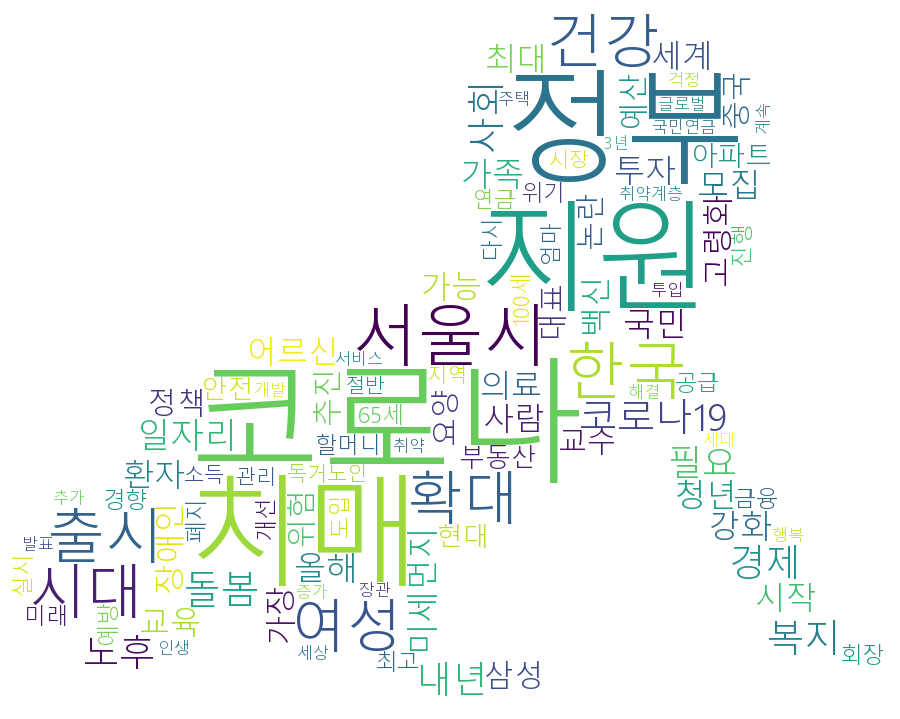 건강
최대
세계
정부
걱정
주택
글로벌
예산
중국
계속
사회
국민연금
3년
시장
아파트
가족
투자
모집
위기
취약계층
연금
지원
논란
고령화
다시
엄마
진행
가능
100세
투입
대표
백신
국민
서울시
어르신
서비스
한국
코로나
지역
의료
공급
해결
안전
개발
추진
절반
정책
65세
요양
사람
코로나19
일자리
할머니
취약
교수
세대
부동산
필요
환자
소득
관리
독거노인
치매
확대
청년
금융
추가
경향
장애인
폐지
위험
도입
개선
출시
현대
강화
행복
발표
경제
실시
시대
돌봄
올해
미세먼지
장관
증가
시작
미래
예방
교육
가장
여성
복지
노후
인생
세상
최고
회장
내년
삼성